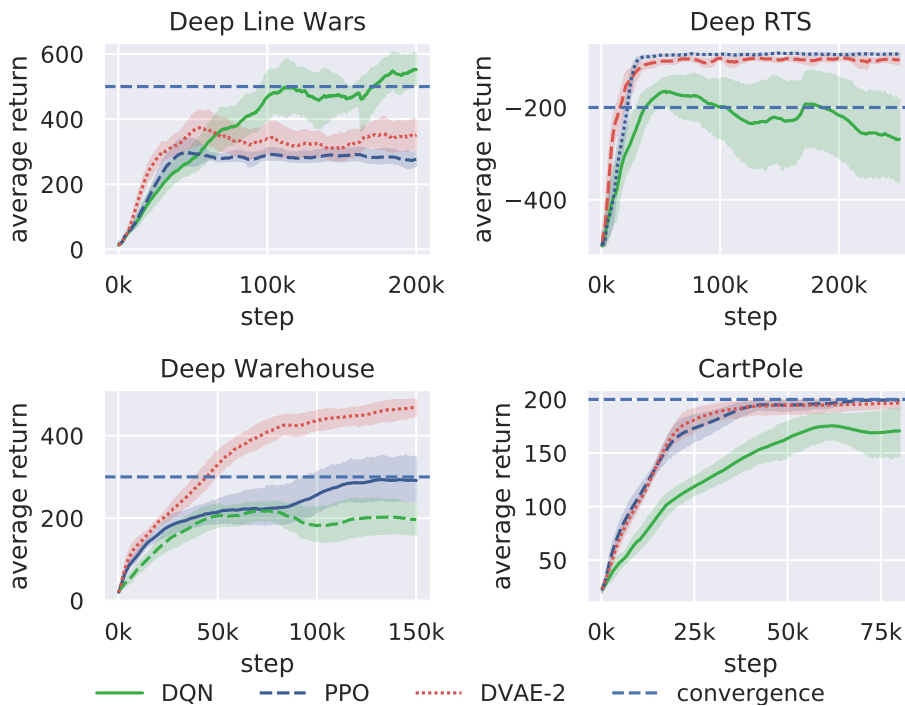 Deep Line Wars
Deep RTS
average return
600
400
200
0
0k 100k 200k
step
average return
−200
−400
0k 100k 200k
step
Deep Warehouse
CartPole
average return
400
200
0
0k 50k 100k 150k
step
average return
200
150
100
50
0k 25k 50k 75k
step
DQN PPO DVAE-2 convergence